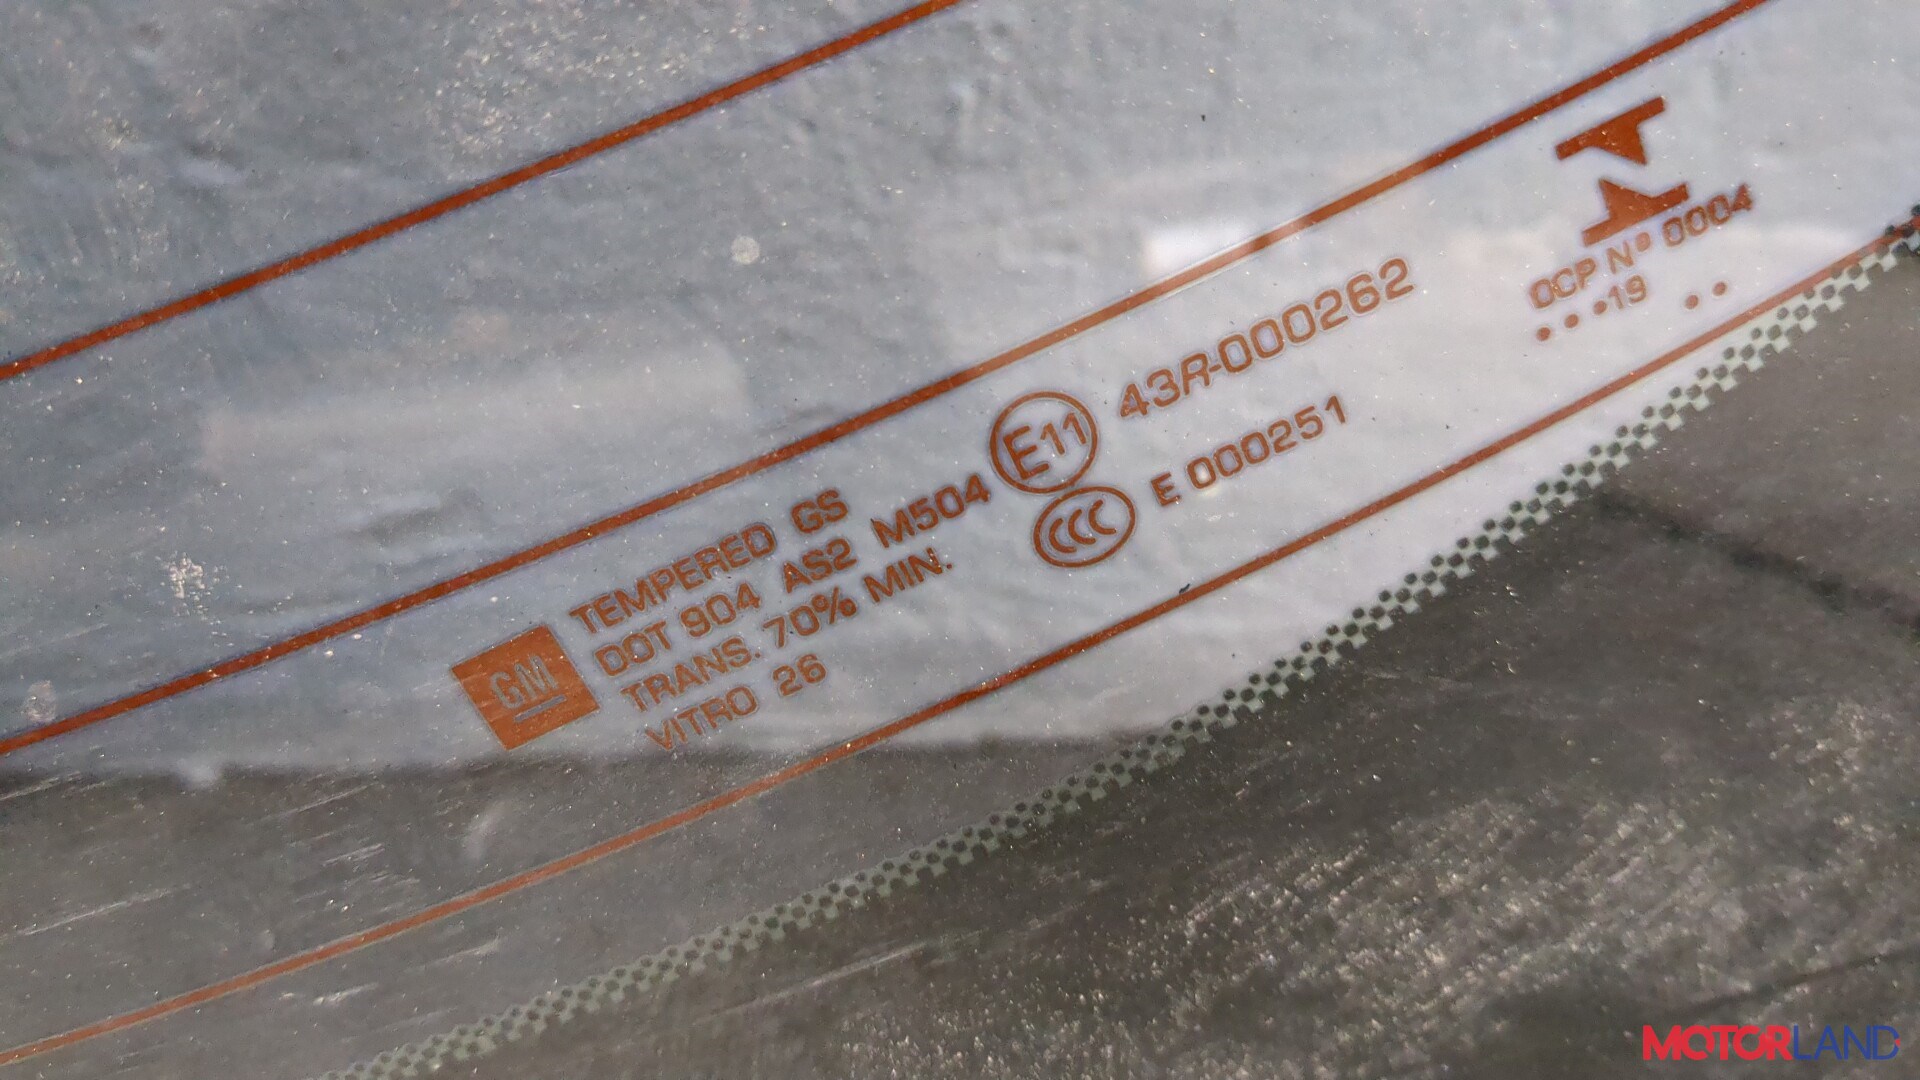 GM
TEMPERED GS
DOT 904 AS2 M504
TRANS. 70% MIN.
VITRO 26
E11 43R-000262
CCC E 000251
OCP Nº 0004
•••19 ••
MOTORLAND